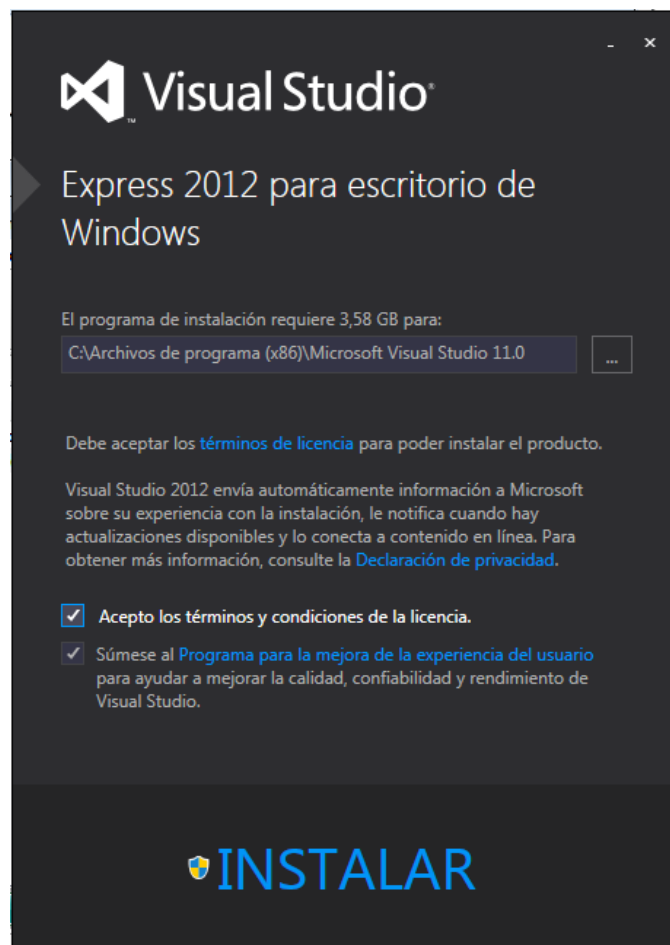 Visual Studio®
™
Express 2012 para escritorio de
Windows
El programa de instalación requiere 3,58 GB para:
C:\Archivos de programa (x86)\Microsoft Visual Studio 11.0
...
Debe aceptar los términos de licencia para poder instalar el producto.
Visual Studio 2012 envía automáticamente información a Microsoft
sobre su experiencia con la instalación, le notifica cuando hay
actualizaciones disponibles y lo conecta a contenido en línea. Para
obtener más información, consulte la Declaración de privacidad.
Acepto los términos y condiciones de la licencia.
Súmese al Programa para la mejora de la experiencia del usuario
para ayudar a mejorar la calidad, confiabilidad y rendimiento de
Visual Studio.
INSTALAR